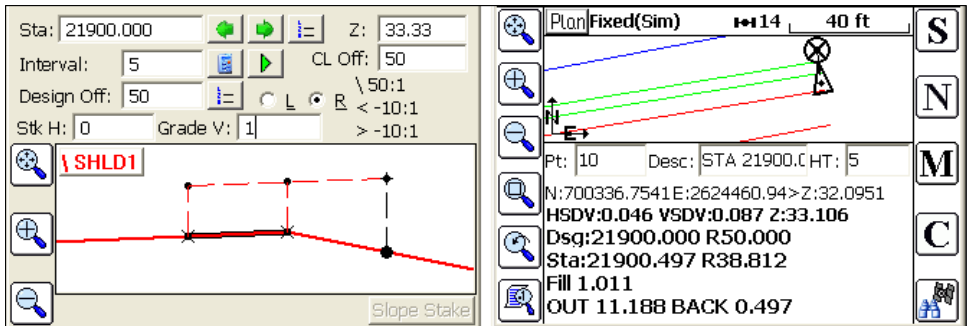 Sta: 21900.000 Z: 33.33
Interval: 5 CL Off: 50
Design Off: 50 L R \ 50:1
< -10:1
Stk H: 0 Grade V: 1 > -10:1
\ SHLD1
Slope Stake
Plan Fixed(Sim) 14 40 ft
N
E
Pt: 10 Desc: STA 21900.( HT: 5
N:700336.7541E:2624460.94>Z:32.0951
HSDV:0.046 VSDV:0.087 Z:33.106
Dsg:21900.000 R50.000
Sta:21900.497 R38.812
Fill 1.011
OUT 11.188 BACK 0.497
S
N
M
C